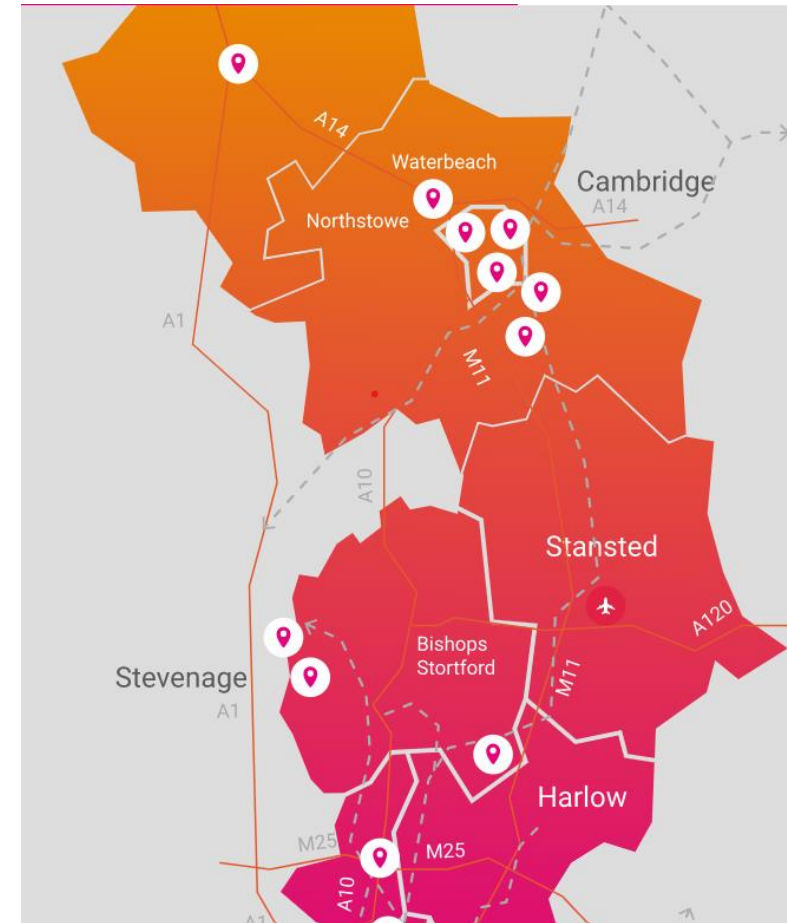 A14
Waterbeach
Cambridge
A14
Northstowe
A1
M11
A10
Stansted
A120
Bishops
Stortford
M11
Stevenage
A1
Harlow
M25
M25
A10
A1